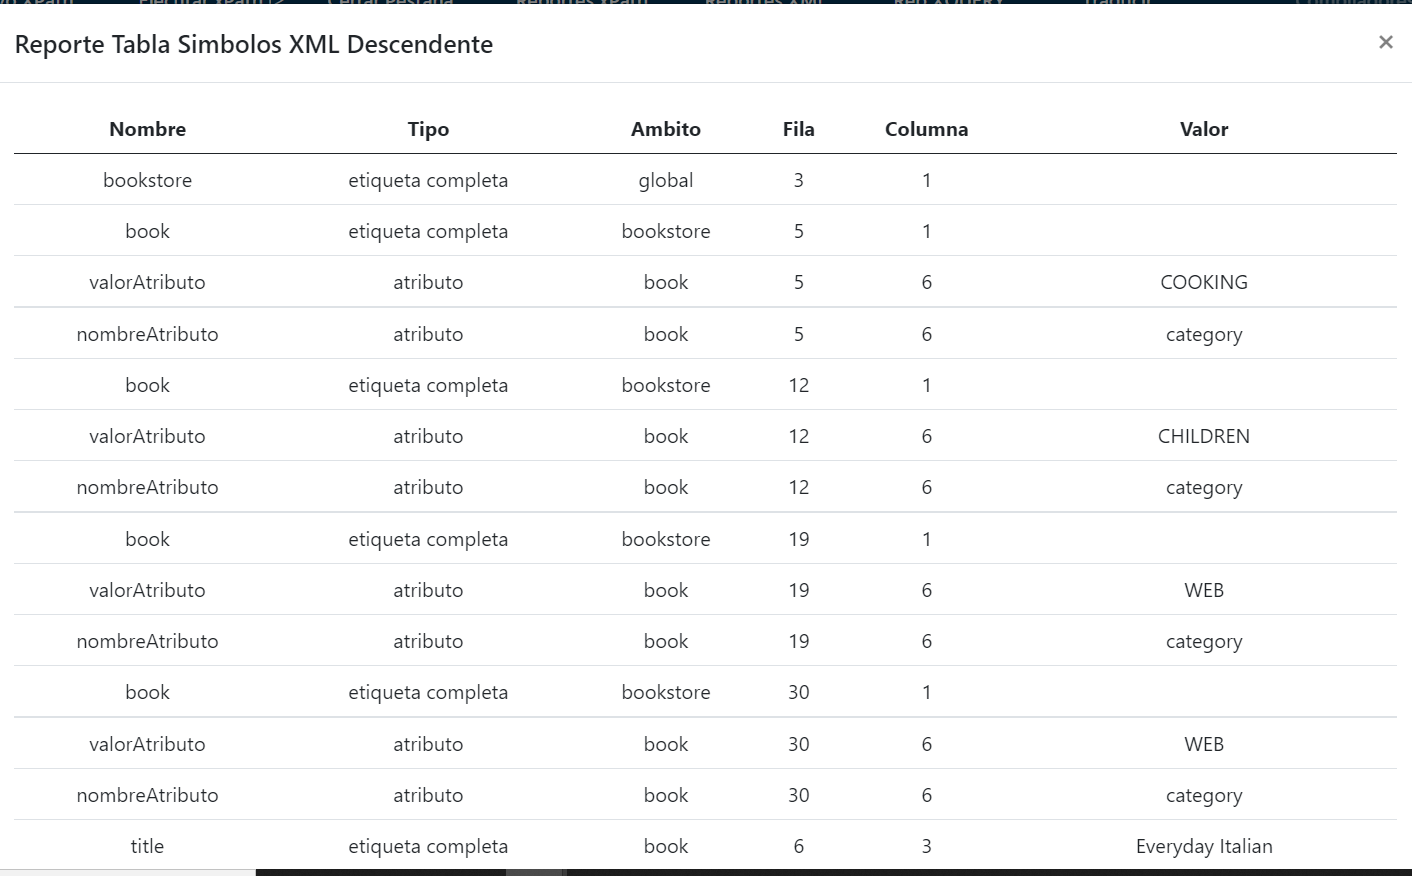 Reporte Tabla Simbolos XML Descendente ×
Nombre Tipo Ambito Fila Columna Valor
bookstore etiqueta completa global 3 1
book etiqueta completa bookstore 5 1
valorAtributo atributo book 5 6 COOKING
nombreAtributo atributo book 5 6 category
book etiqueta completa bookstore 12 1
valorAtributo atributo book 12 6 CHILDREN
nombreAtributo atributo book 12 6 category
book etiqueta completa bookstore 19 1
valorAtributo atributo book 19 6 WEB
nombreAtributo atributo book 19 6 category
book etiqueta completa bookstore 30 1
valorAtributo atributo book 30 6 WEB
nombreAtributo atributo book 30 6 category
title etiqueta completa book 6 3 Everyday Italian